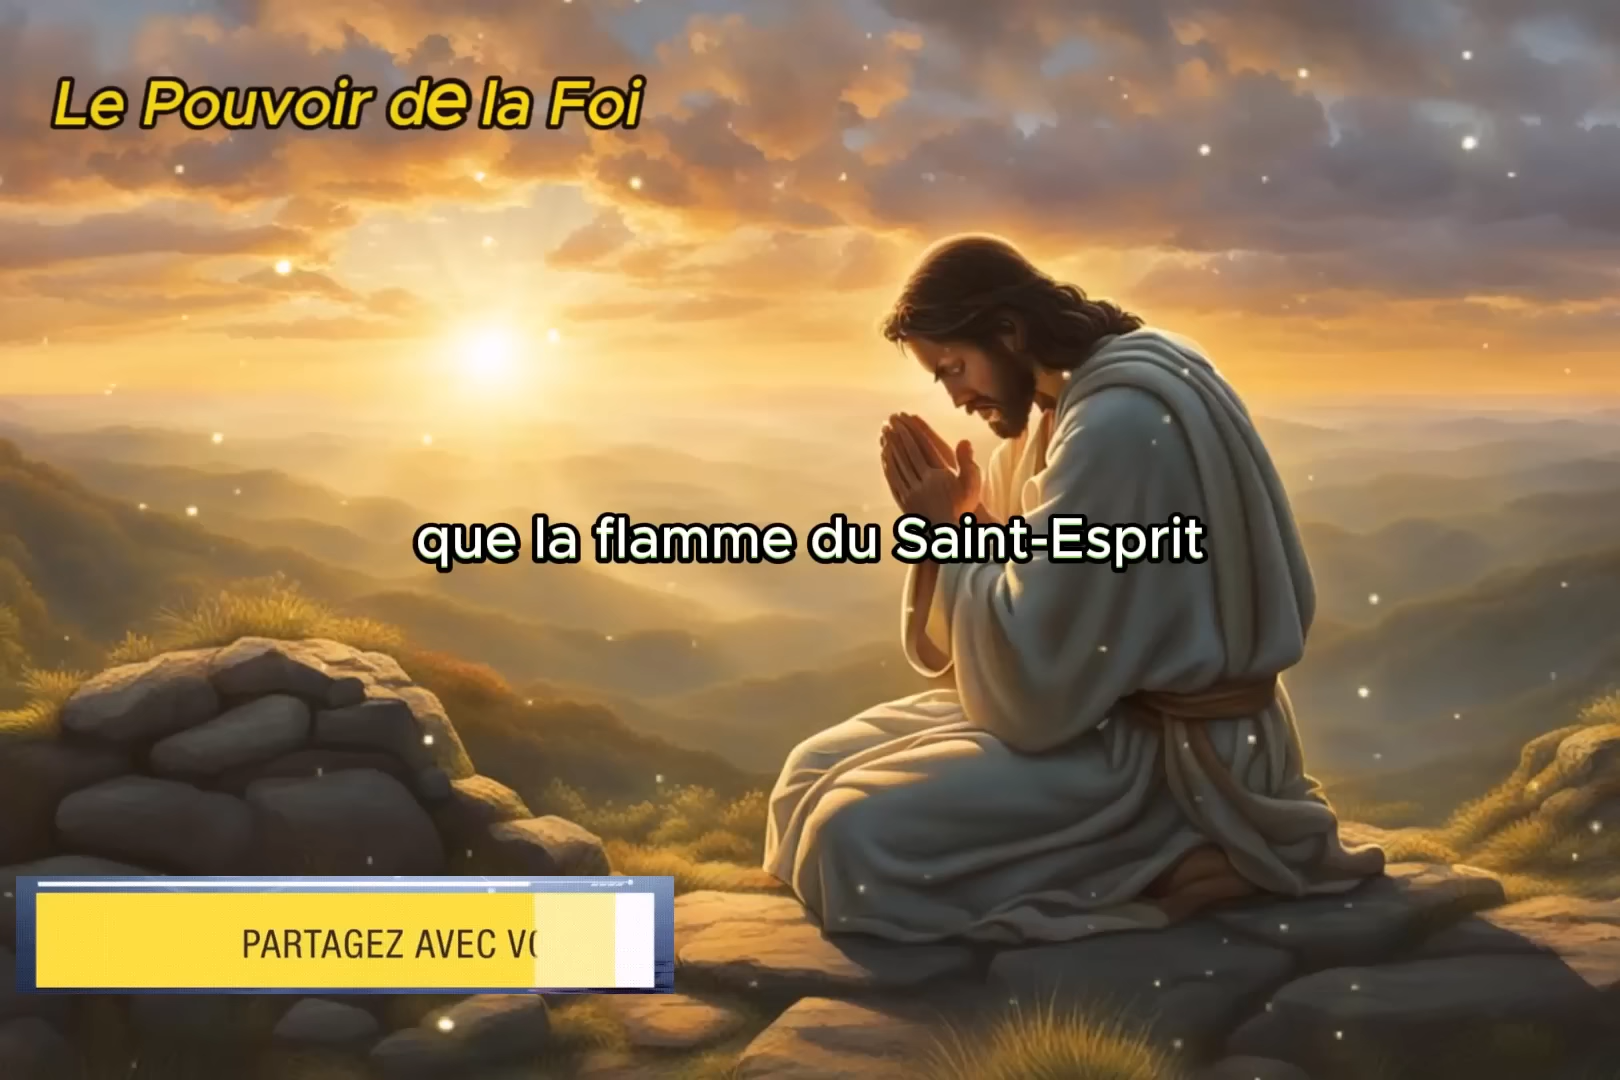 Le Pouvoir de la Foi
que la flamme du Saint-Esprit
PARTAGEZ AVEC